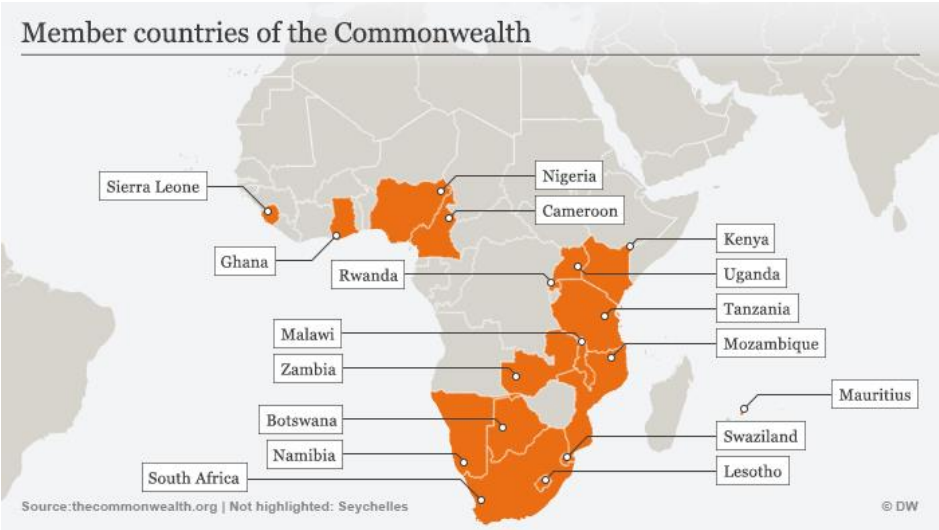 Member countries of the Commonwealth
Sierra Leone
Nigeria
Cameroon
Ghana
Kenya
Rwanda
Uganda
Tanzania
Malawi
Mozambique
Zambia
Mauritius
Botswana
Swaziland
Namibia
Lesotho
South Africa
Source:thecommonwealth.org | Not highlighted: Seychelles
© DW